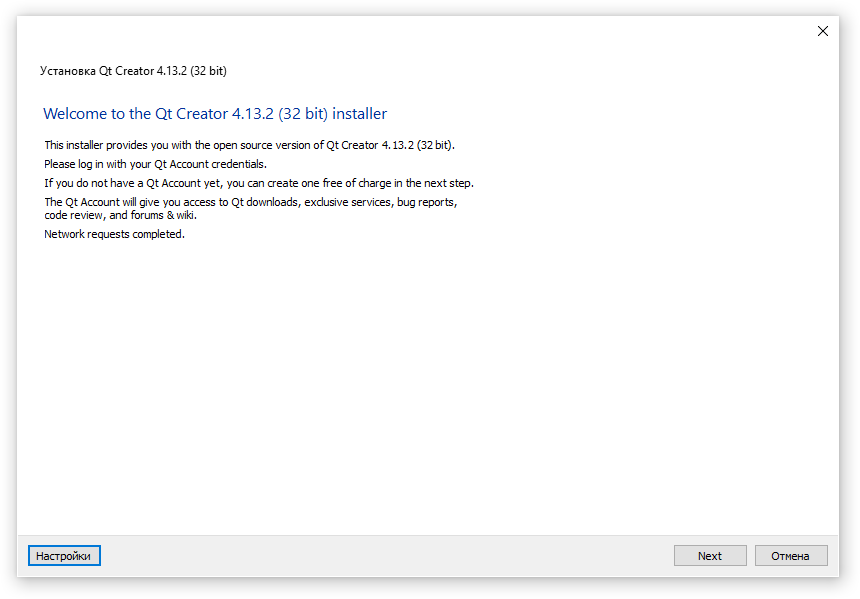 Установка Qt Creator 4.13.2 (32 bit)
Welcome to the Qt Creator 4.13.2 (32 bit) installer
This installer provides you with the open source version of Qt Creator 4.13.2 (32 bit).
Please log in with your Qt Account credentials.
If you do not have a Qt Account yet, you can create one free of charge in the next step.
The Qt Account will give you access to Qt downloads, exclusive services, bug reports,
code review, and forums & wiki.
Network requests completed.
Настройки
Next
Отмена